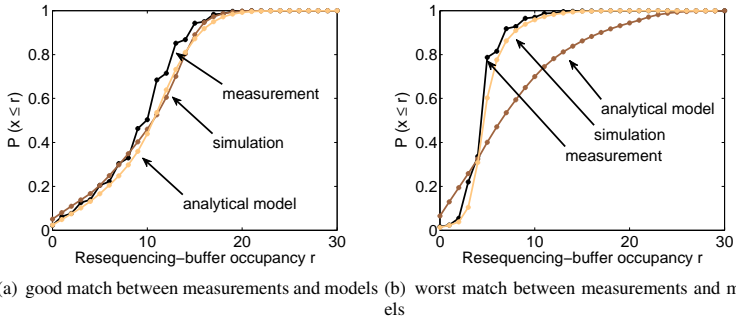 1
0.8
0.6
0.4
0.2
0
P (x ≤ r)
measurement
simulation
analytical model
0 10 20 30
Resequencing−buffer occupancy r
1
0.8
0.6
0.4
0.2
0
P (x ≤ r)
analytical model
simulation
measurement
0 10 20 30
Resequencing−buffer occupancy r
a) good match between measurements and models (b) worst match between measurements and m
els